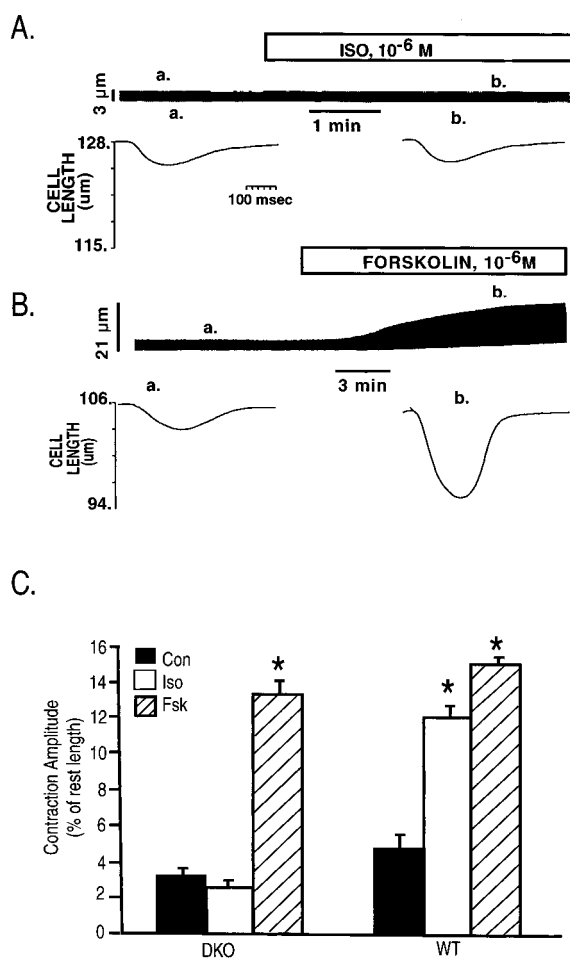 A.
ISO, 10⁻⁶ M
a.
b.
3 µm
a.
1 min
b.
128.
CELL LENGTH (um)
100 msec
115.
FORSKOLIN, 10⁻⁶M
B.
a.
b.
21 µm
3 min
a.
b.
106.
CELL LENGTH (um)
94.
C.
16
14
12
10
8
6
4
2
0
Contraction Amplitude
(% of rest length)
Con
Iso
Fsk
*
*
*
DKO
WT